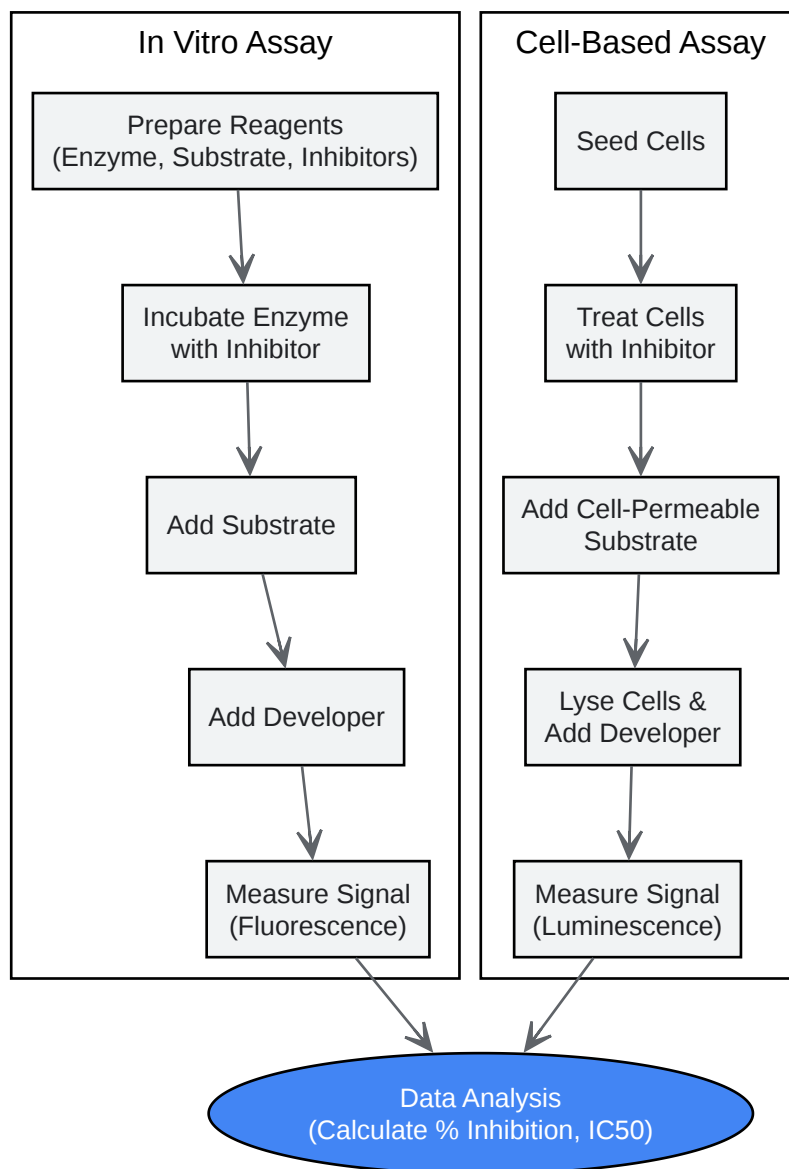 In Vitro Assay
Prepare Reagents
(Enzyme, Substrate, Inhibitors)
Incubate Enzyme
with Inhibitor
Add Substrate
Add Developer
Measure Signal
(Fluorescence)
Cell-Based Assay
Seed Cells
Treat Cells
with Inhibitor
Add Cell-Permeable
Substrate
Lyse Cells &
Add Developer
Measure Signal
(Luminescence)
Data Analysis
(Calculate % Inhibition, IC50)